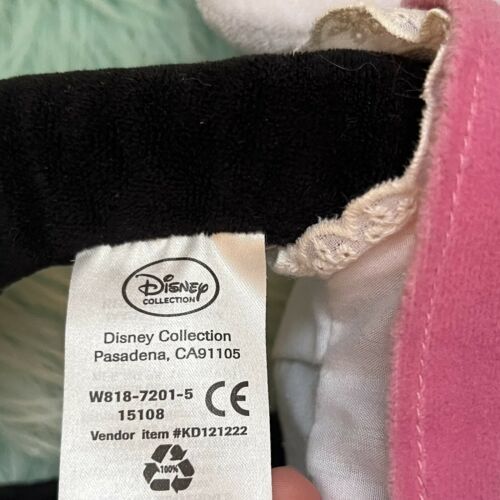 Disney
COLLECTION
Disney Collection
Pasadena, CA91105
W818-7201-5
15108
CE
Vendor item #KD121222
100%